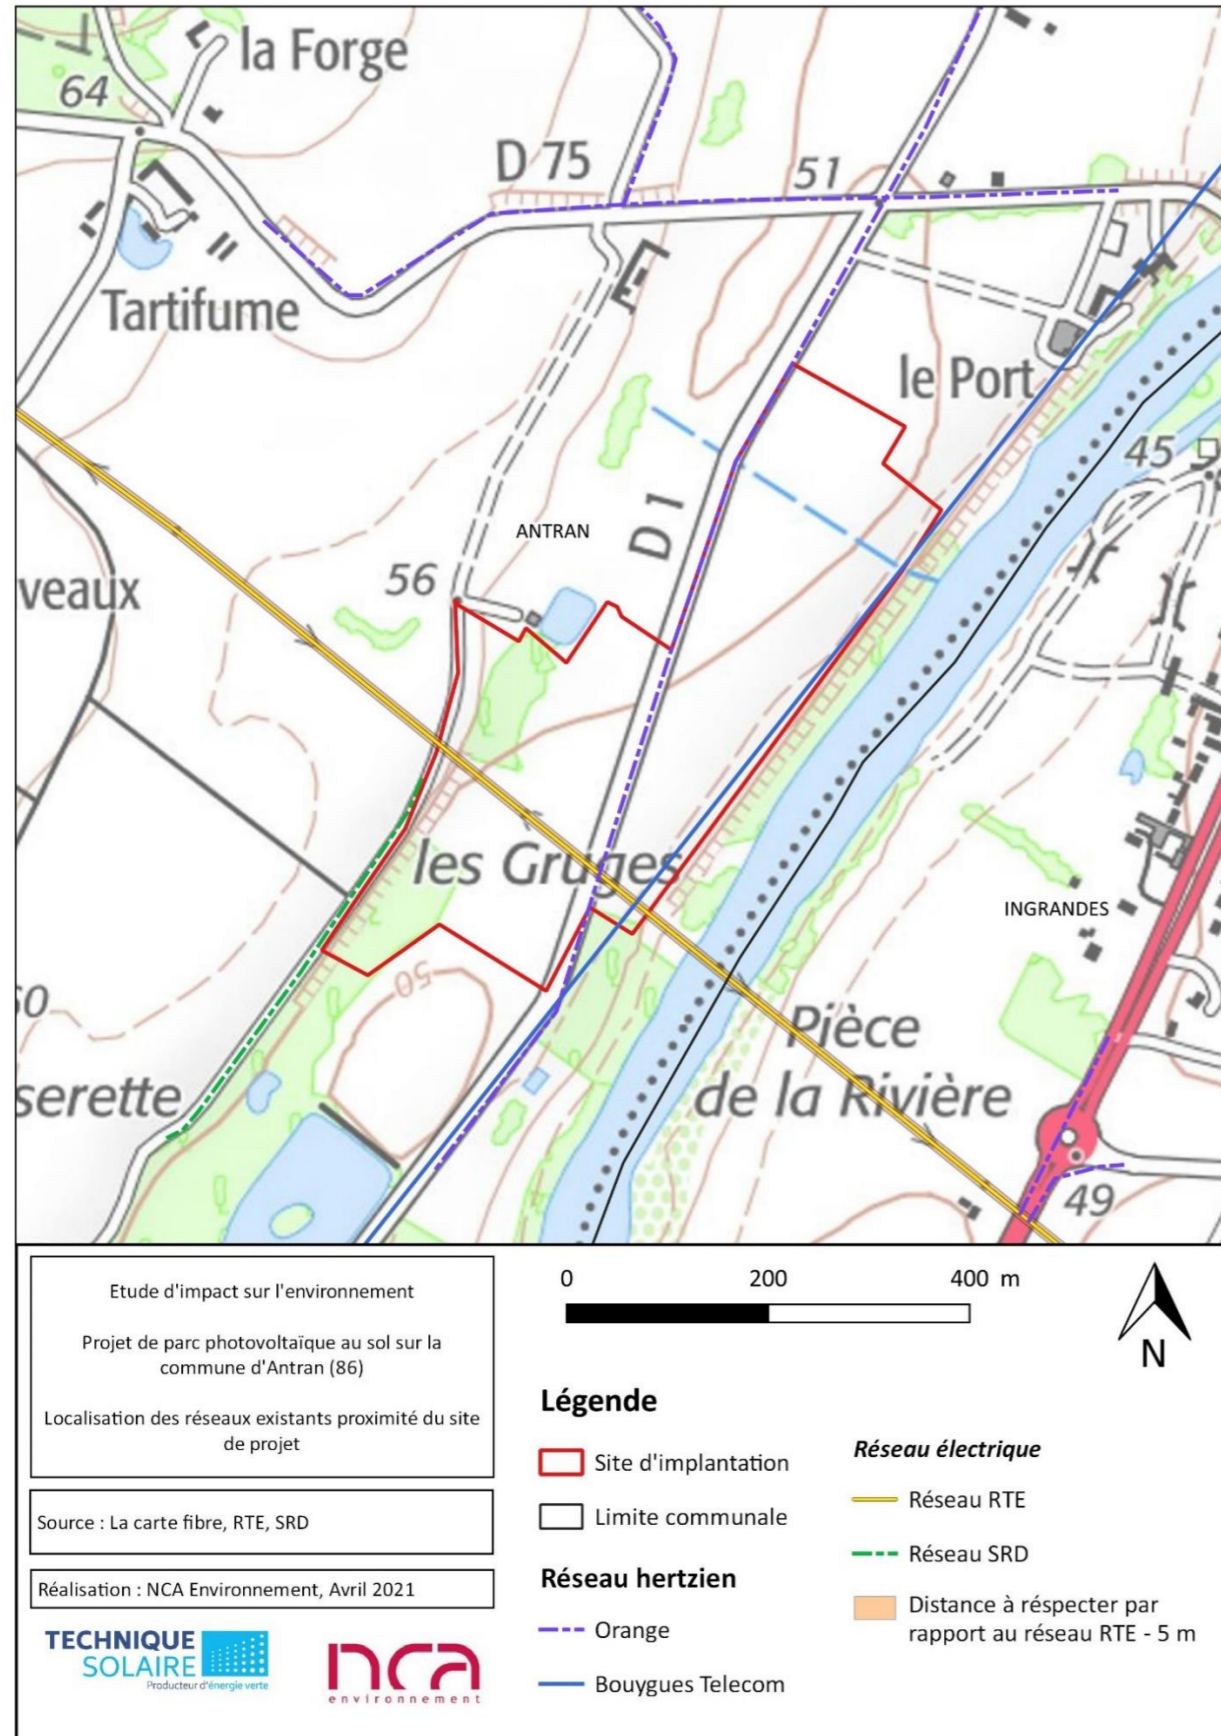 la Forge
64
D 75
51
Tartifume
le Port
45
ANTRAN
D 1
56
veaux
les Gruges
INGRANDES
50
60
Pièce
de la Rivière
serette
49
Etude d'impact sur l'environnement
Projet de parc photovoltaïque au sol sur la
commune d'Antran (86)
Localisation des réseaux existants proximité du site
de projet
Source : La carte fibre, RTE, SRD
Réalisation : NCA Environnement, Avril 2021
TECHNIQUE
SOLAIRE
Producteur d'énergie verte
nca
environnement
0 200 400 m
N
Légende
Site d'implantation
Limite communale
Réseau hertzien
Orange
Bouygues Telecom
Réseau électrique
Réseau RTE
Réseau SRD
Distance à réspecter par
rapport au réseau RTE - 5 m